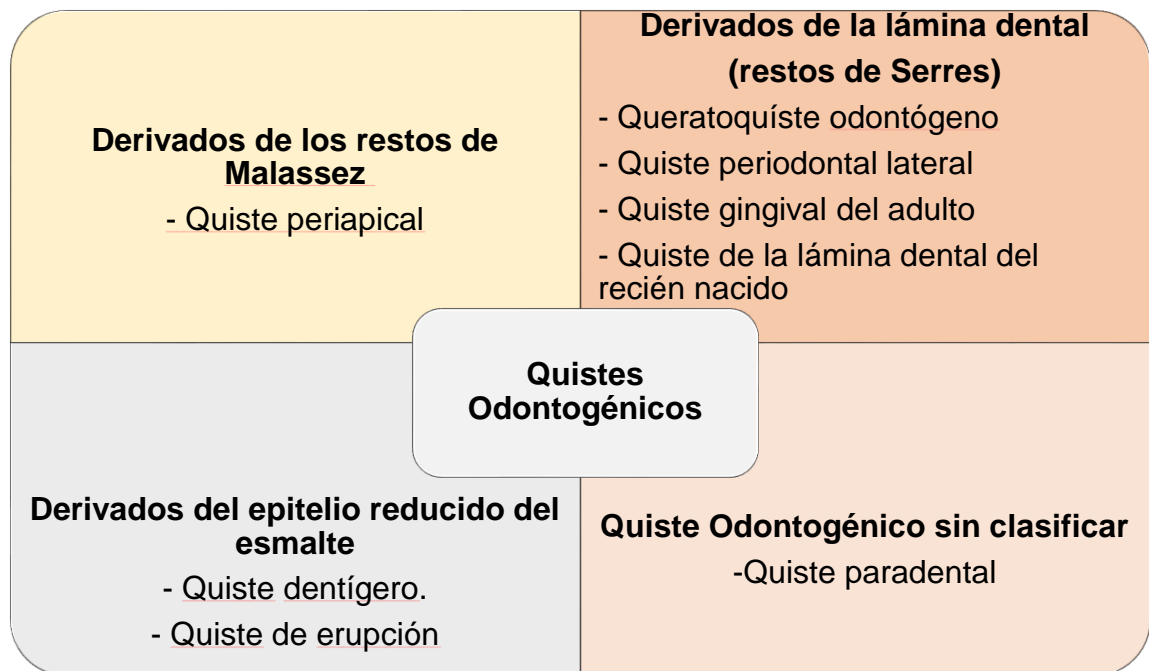 Derivados de los restos de
Malassez
- Quiste periapical
Derivados de la lámina dental
(restos de Serres)
- Queratoquíste odontógeno
- Quiste periodontal lateral
- Quiste gingival del adulto
- Quiste de la lámina dental del
recién nacido
Quistes
Odontogénicos
Derivados del epitelio reducido del
esmalte
- Quiste dentígero.
- Quiste de erupción
Quiste Odontogénico sin clasificar
-Quiste paradental